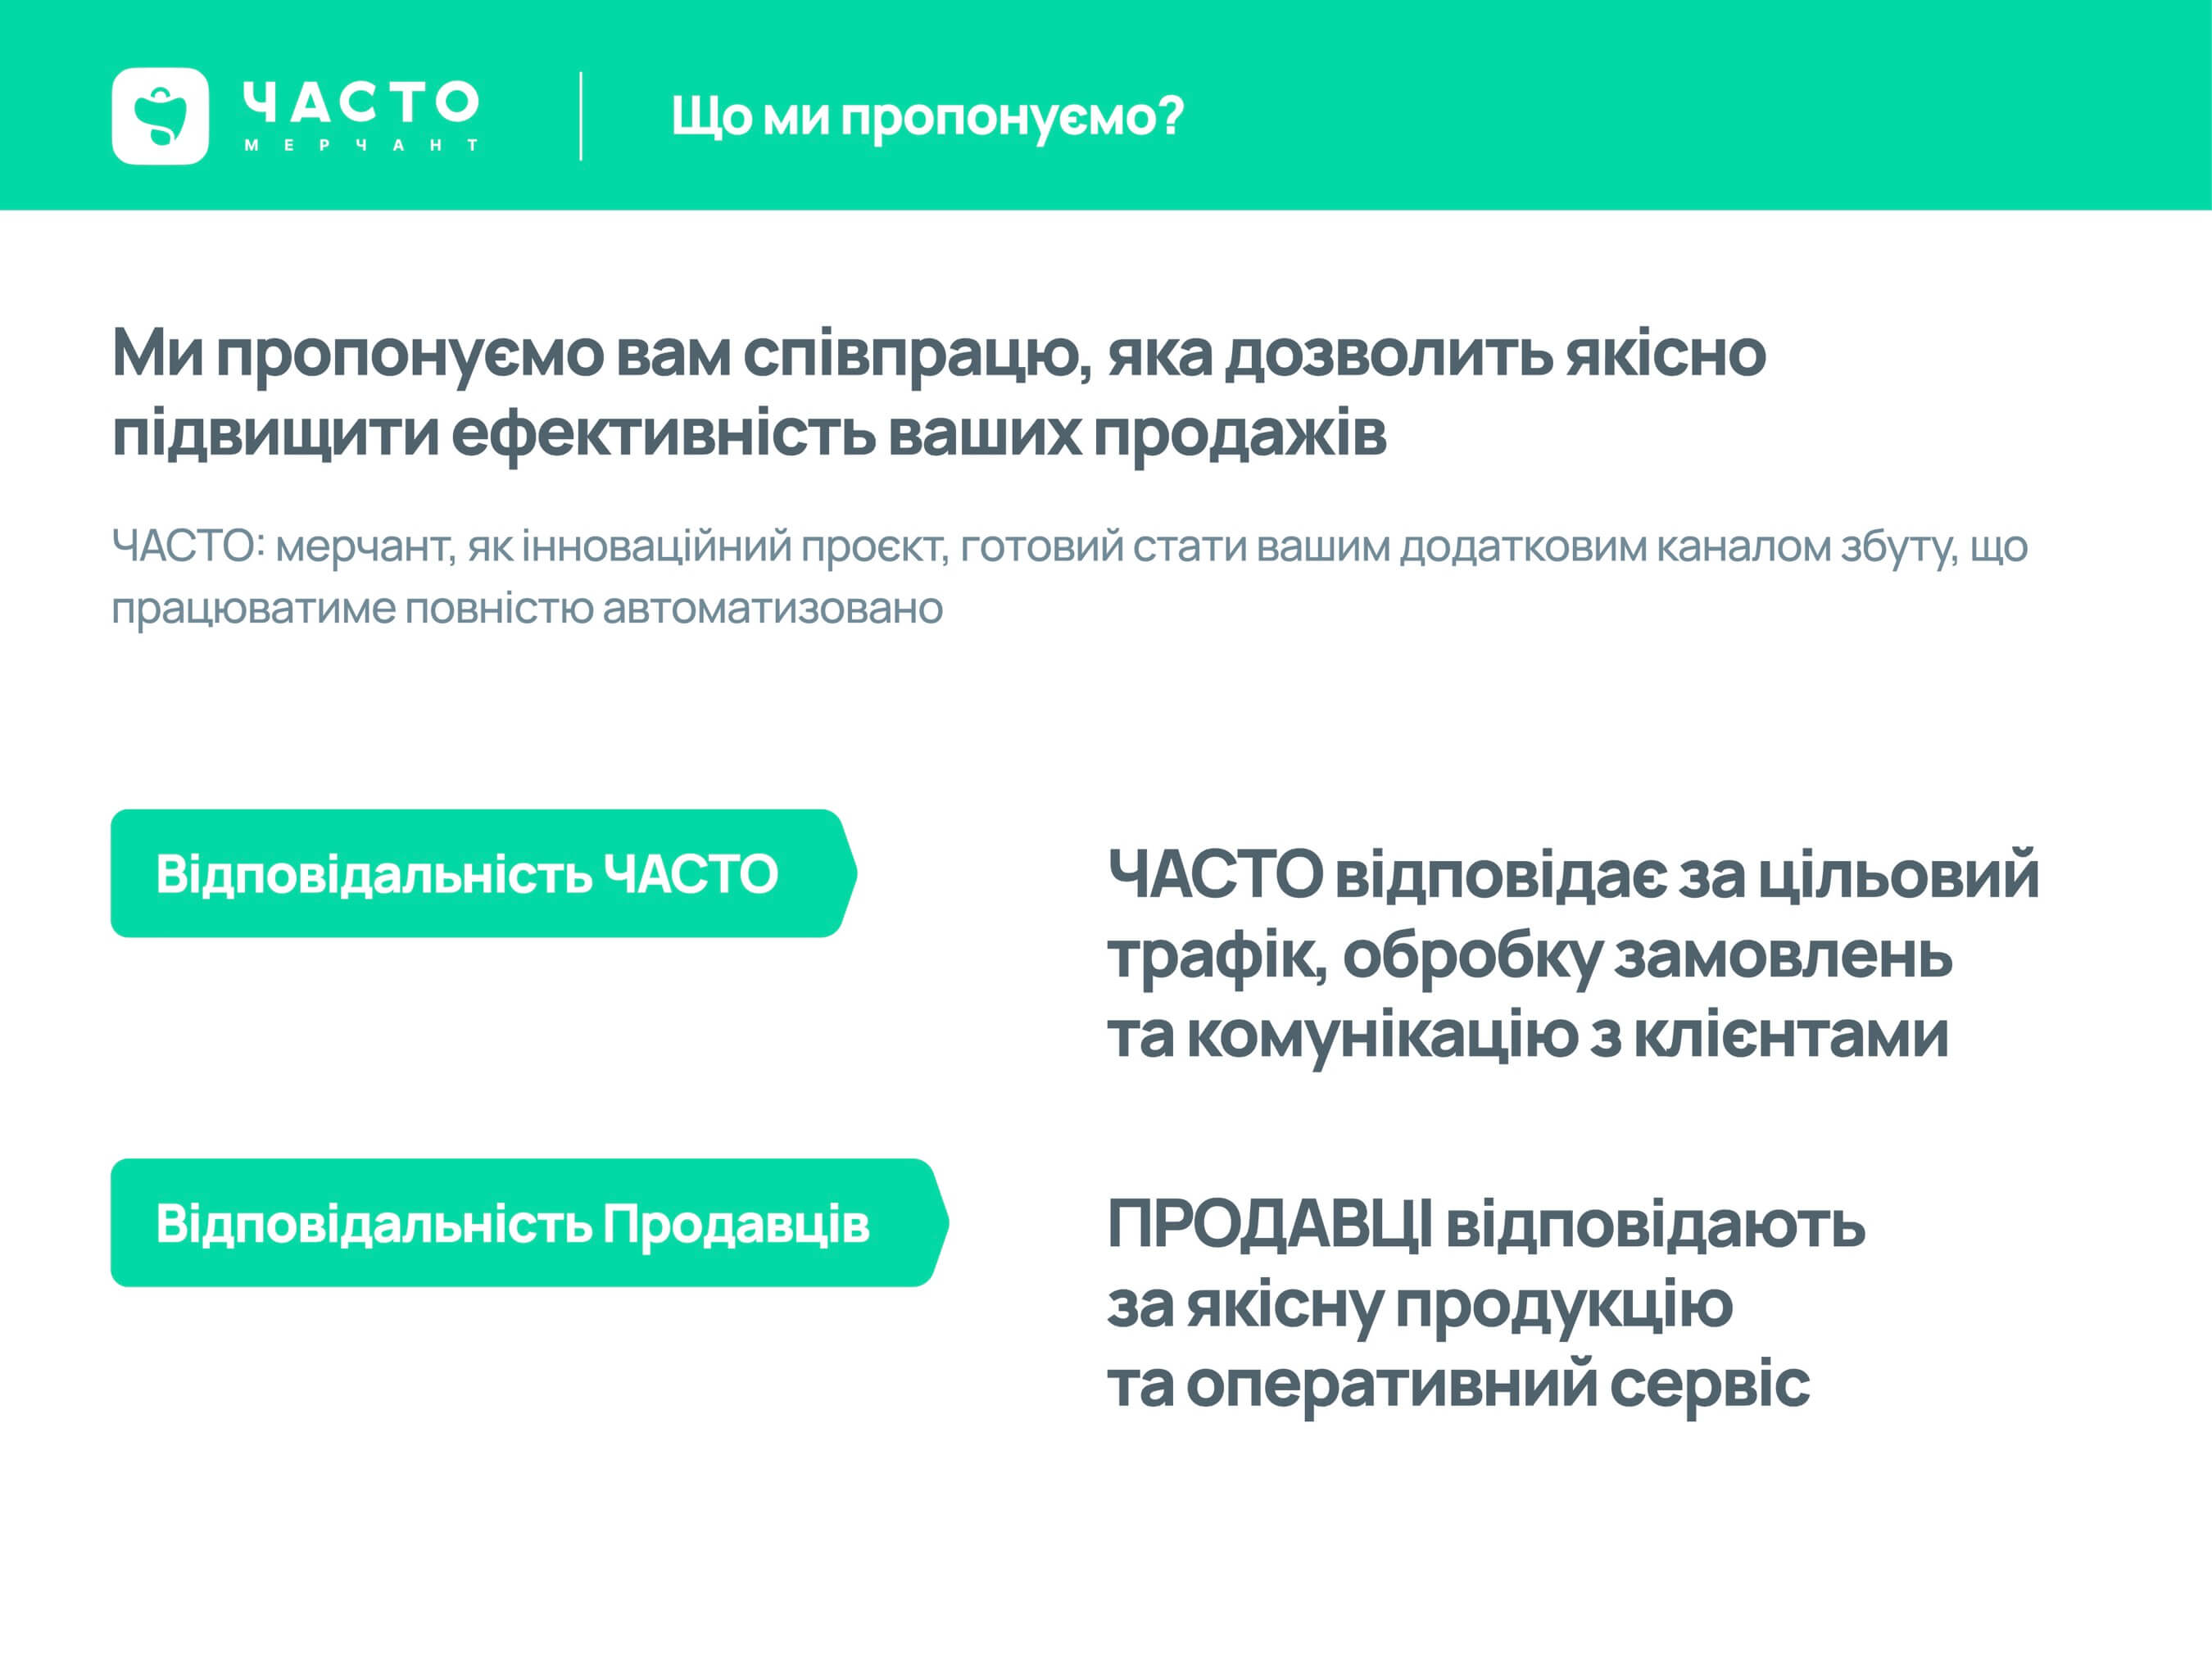 ЧАСТО
МЕРЧАНТ
Що ми пропонуємо?
Ми пропонуємо вам співпрацю, яка дозволить якісно
підвищити ефективність ваших продажів
ЧАСТО: мерчант, як інноваційний проєкт, готовий стати вашим додатковим каналом збуту, що
працюватиме повністю автоматизовано
Відповідальність ЧАСТО
ЧАСТО відповідає за цільовий
трафік, обробку замовлень
та комунікацію з клієнтами
Відповідальність Продавців
ПРОДАВЦІ відповідають
за якісну продукцію
та оперативний сервіс